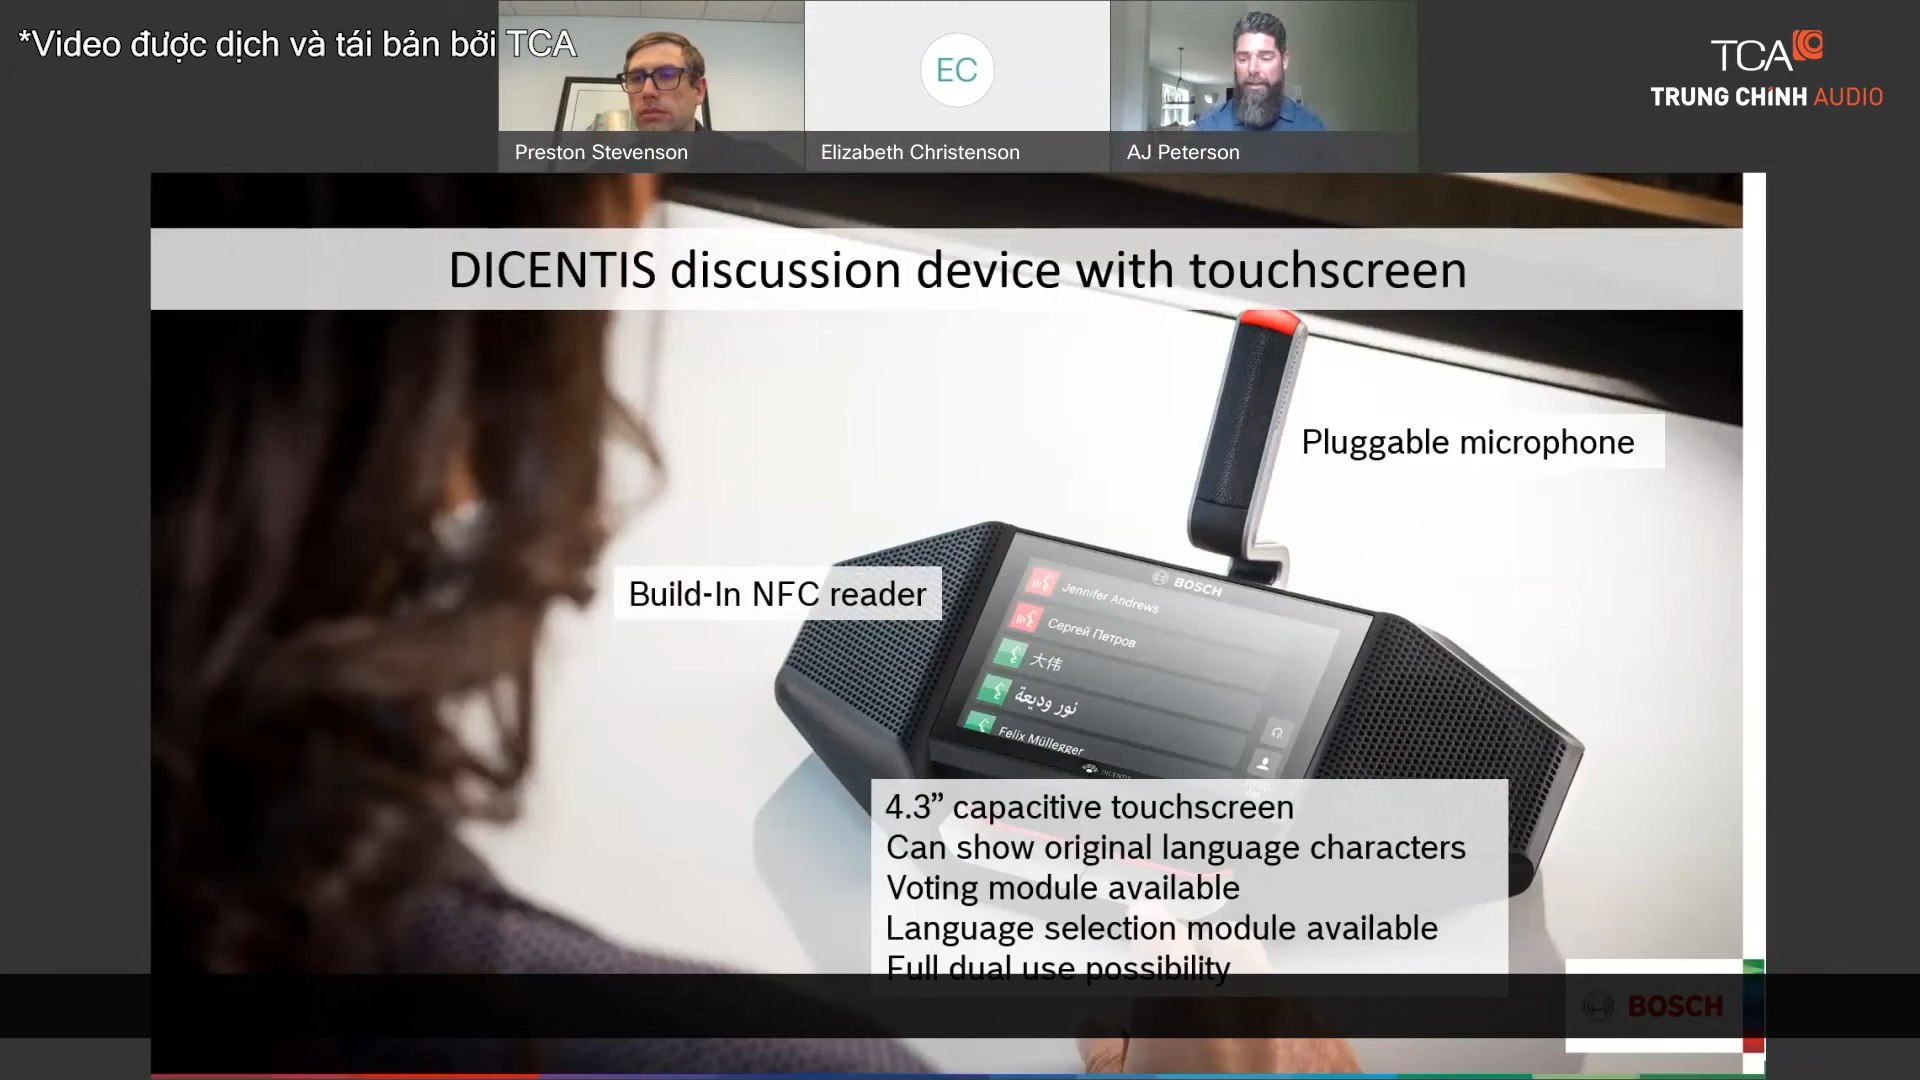 *Video được dịch và tái bản bởi TCA
EC
Preston Stevenson
Elizabeth Christenson
AJ Peterson
TCA
TRUNG CHÍNH AUDIO
DICENTIS discussion device with touchscreen
Pluggable microphone
Build-In NFC reader
BOSCH
Jennifer Andrews
Сергей Петров
大伟
نور وديعة
Felix Müllegger
DICENTIS
4.3” capacitive touchscreen
Can show original language characters
Voting module available
Language selection module available
Full dual use possibility
BOSCH